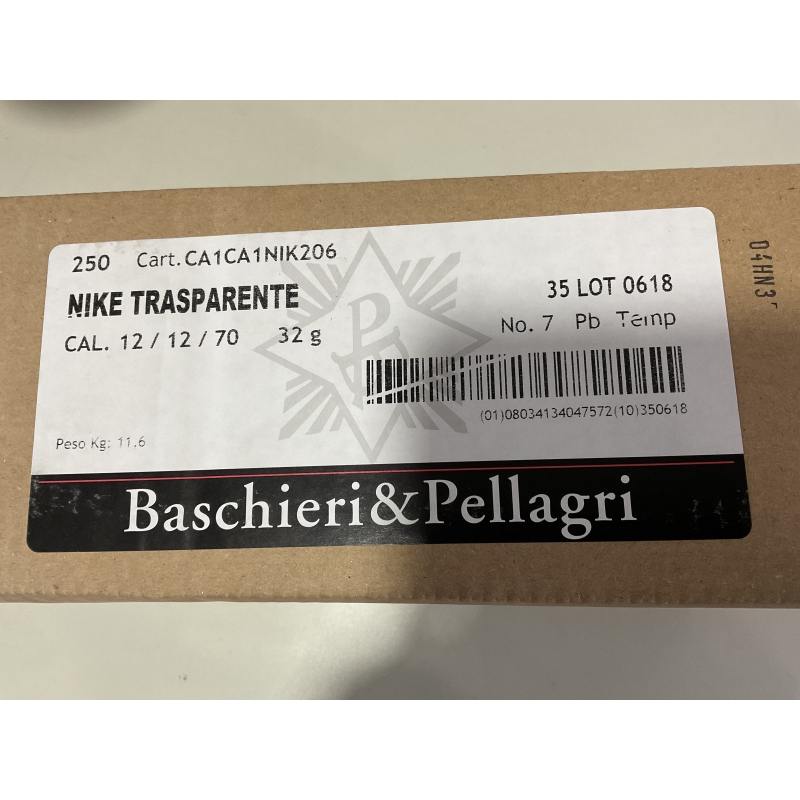 250 Cart. CA1CA1NIK206
NIKE TRASPARENTE
35 LOT 0618
CAL. 12 / 12 / 70 32 g
No. 7 Pb Temp
(01)08034134047572(10)350618
Peso Kg: 11,6
Baschieri&Pellagri